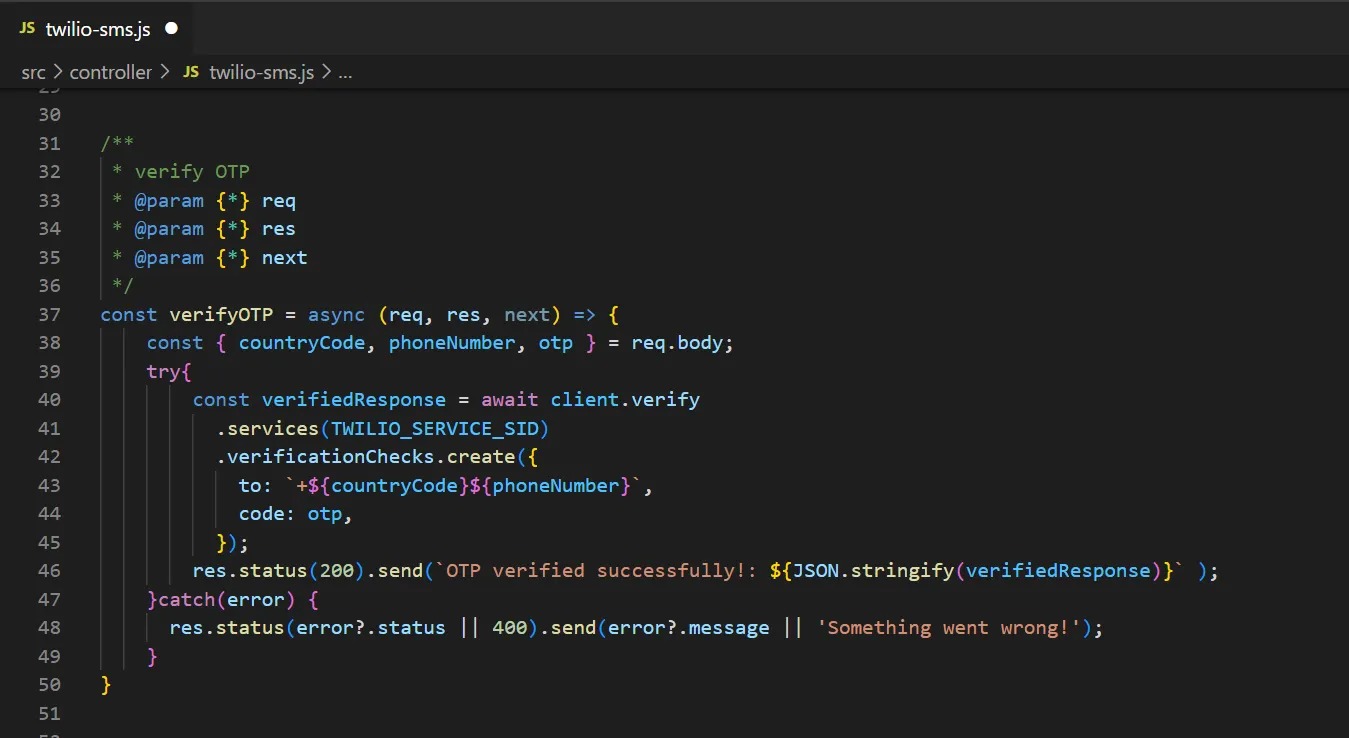 JS twilio-sms.js
src > controller > JS twilio-sms.js > ...
29
30
31 /**
32 * verify OTP
33 * @param {*} req
34 * @param {*} res
35 * @param {*} next
36 */
37 const verifyOTP = async (req, res, next) => {
38 const { countryCode, phoneNumber, otp } = req.body;
39 try{
40 const verifiedResponse = await client.verify
41 .services(TWILIO_SERVICE_SID)
42 .verificationChecks.create({
43 to: `+${countryCode}${phoneNumber}`,
44 code: otp,
45 });
46 res.status(200).send(`OTP verified successfully!: ${JSON.stringify(verifiedResponse)}` );
47 }catch(error) {
48 res.status(error?.status || 400).send(error?.message || 'Something went wrong!');
49 }
50 }
51